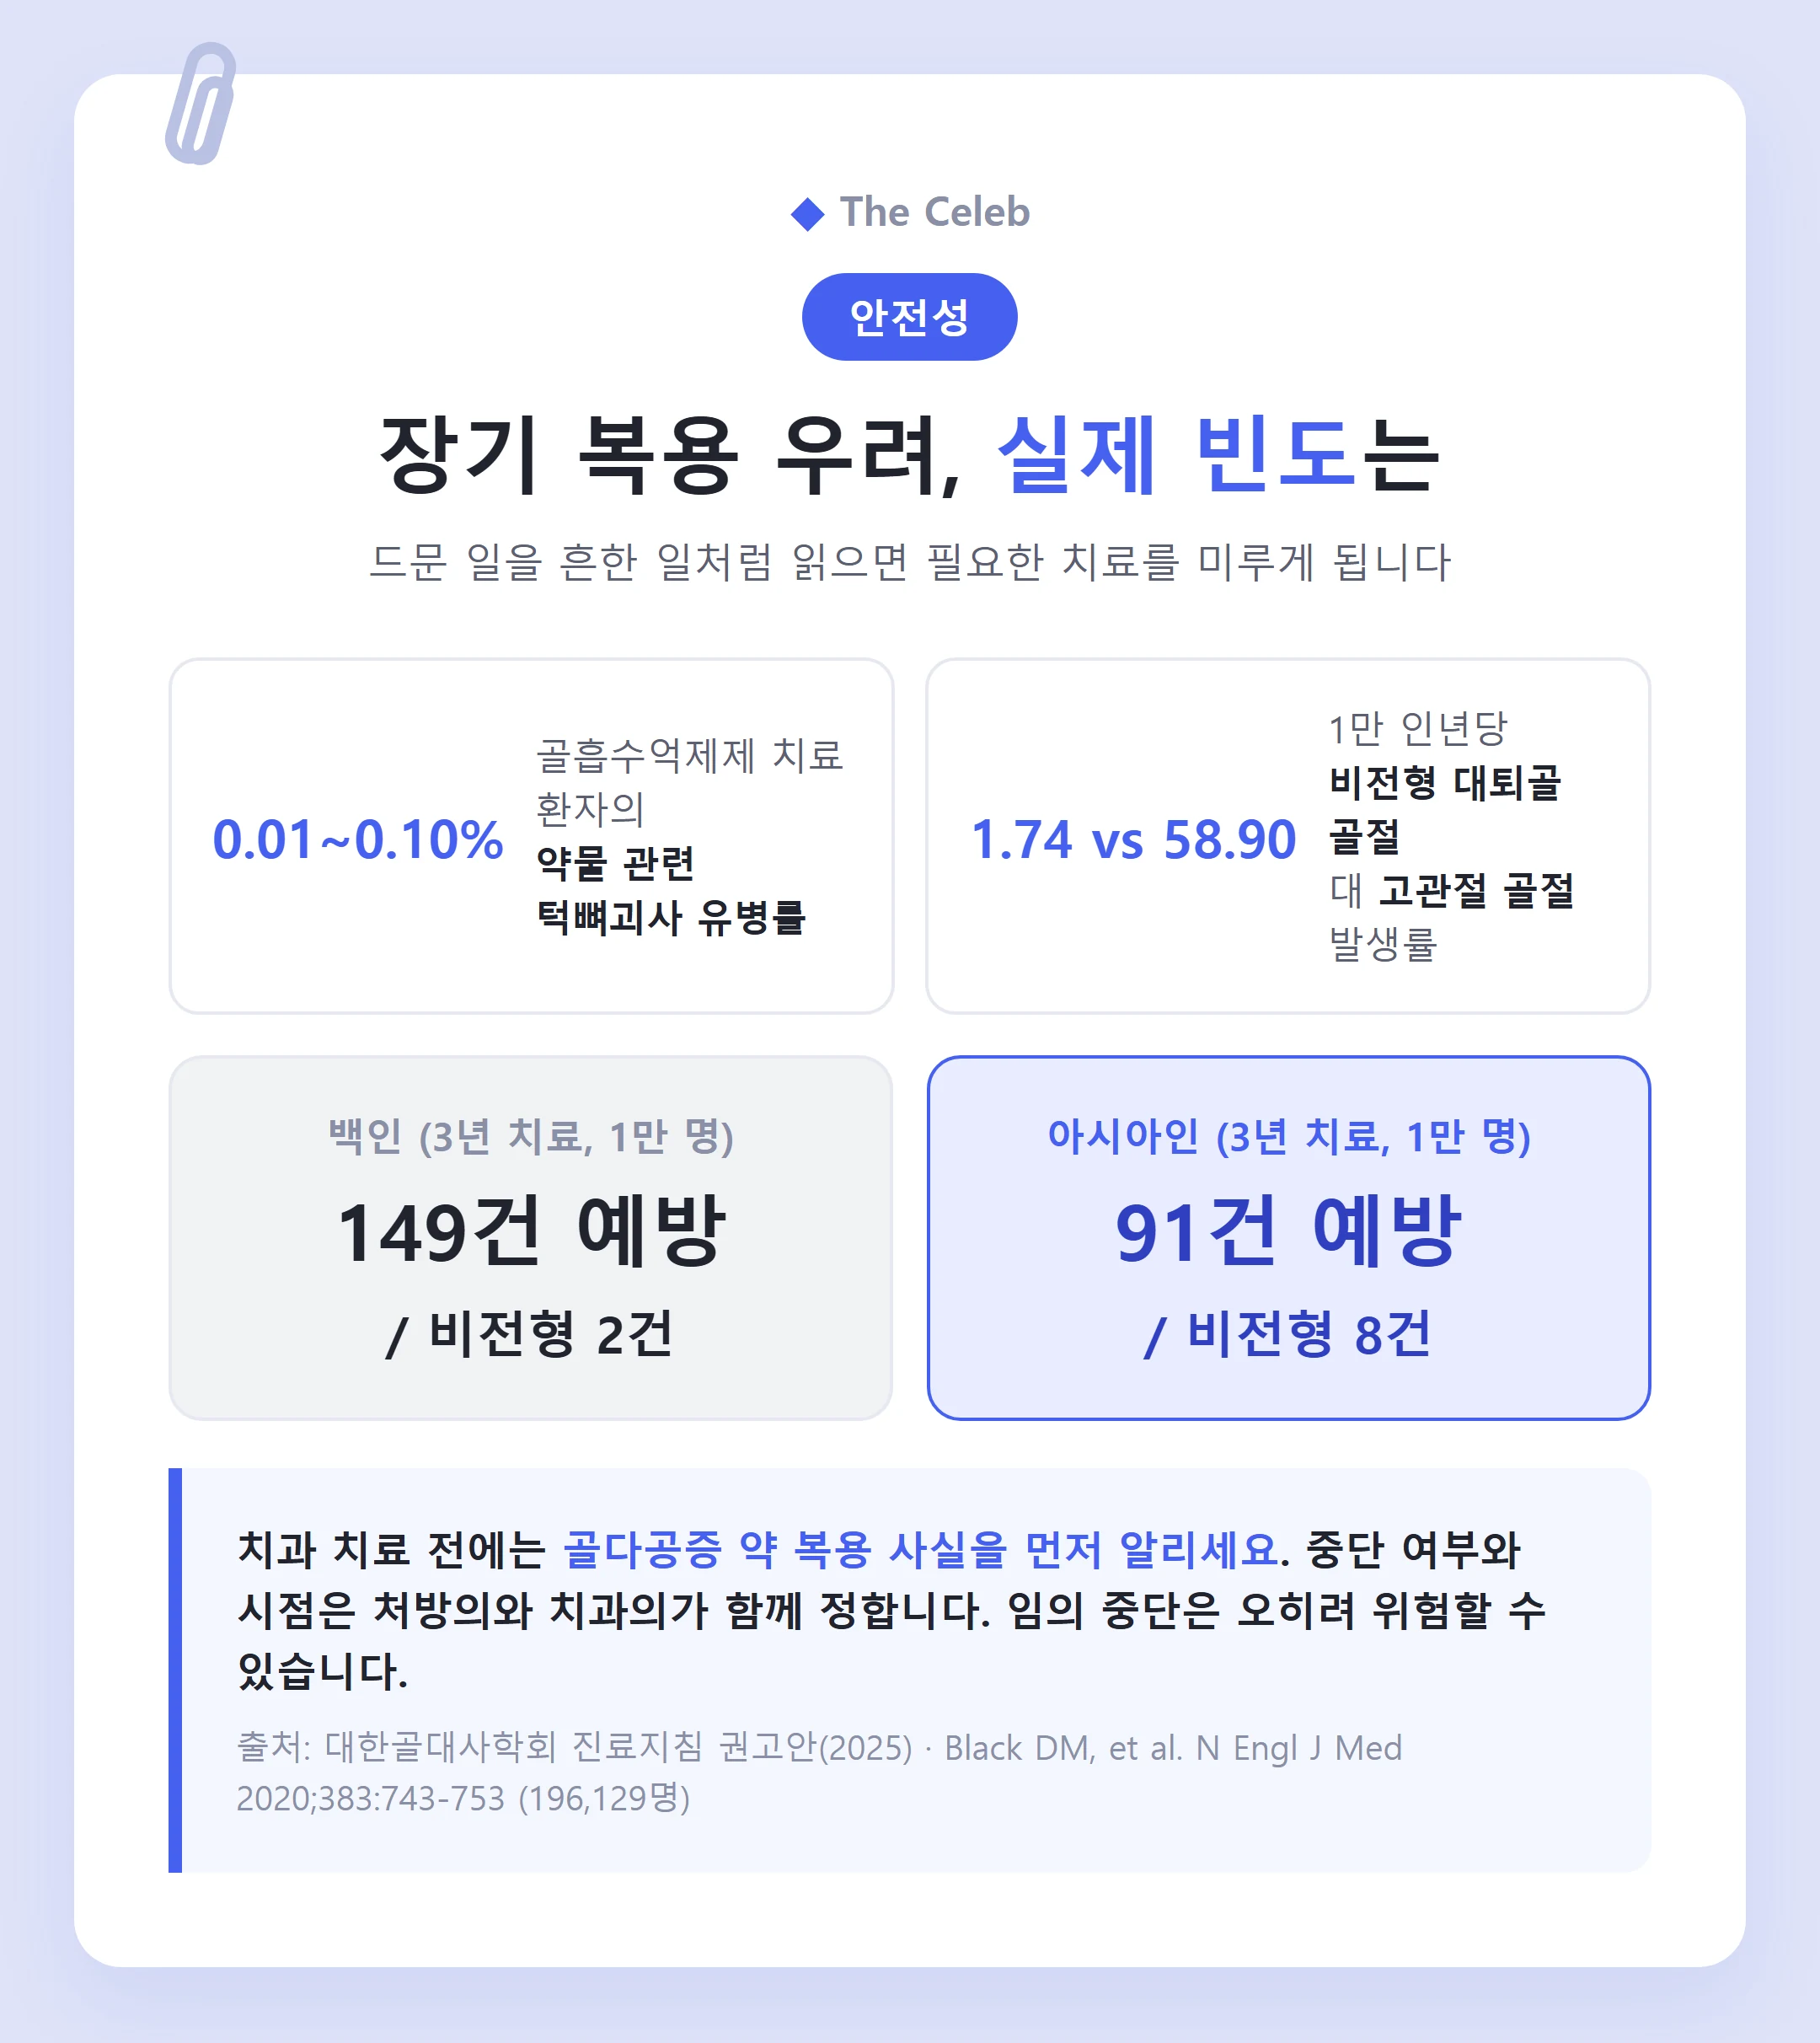 The Celeb
안전성
장기 복용 우려, 실제 빈도는
드문 일을 흔한 일처럼 읽으면 필요한 치료를 미루게 됩니다
0.01~0.10%
골흡수억제제 치료
환자의
약물 관련
턱뼈괴사 유병률
1.74 vs 58.90
1만 인년당
비전형 대퇴골
골절
대 고관절 골절
발생률
백인 (3년 치료, 1만 명)
149건 예방
/ 비전형 2건
아시아인 (3년 치료, 1만 명)
91건 예방
/ 비전형 8건
치과 치료 전에는 골다공증 약 복용 사실을 먼저 알리세요. 중단 여부와
시점은 처방의와 치과의가 함께 정합니다. 임의 중단은 오히려 위험할 수
있습니다.
출처: 대한골대사학회 진료지침 권고안(2025) · Black DM, et al. N Engl J Med
2020;383:743-753 (196,129명)